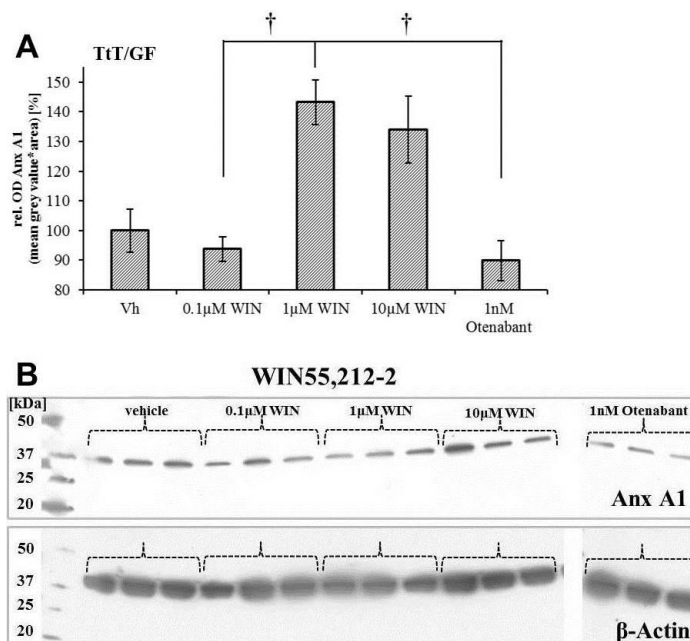 A
TtT/GF
† †
rel. OD Anx A1
(mean grey value*area) [%]
150
140
130
120
110
100
90
80
Vh 0.1μM WIN 1μM WIN 10μM WIN 1nM
Otenabant
B
WIN55,212-2
[kDa] vehicle 0.1μM WIN 1μM WIN 10μM WIN 1nM Otenabant
50
37
25
20
Anx A1
50
37
25
20
β-Actin